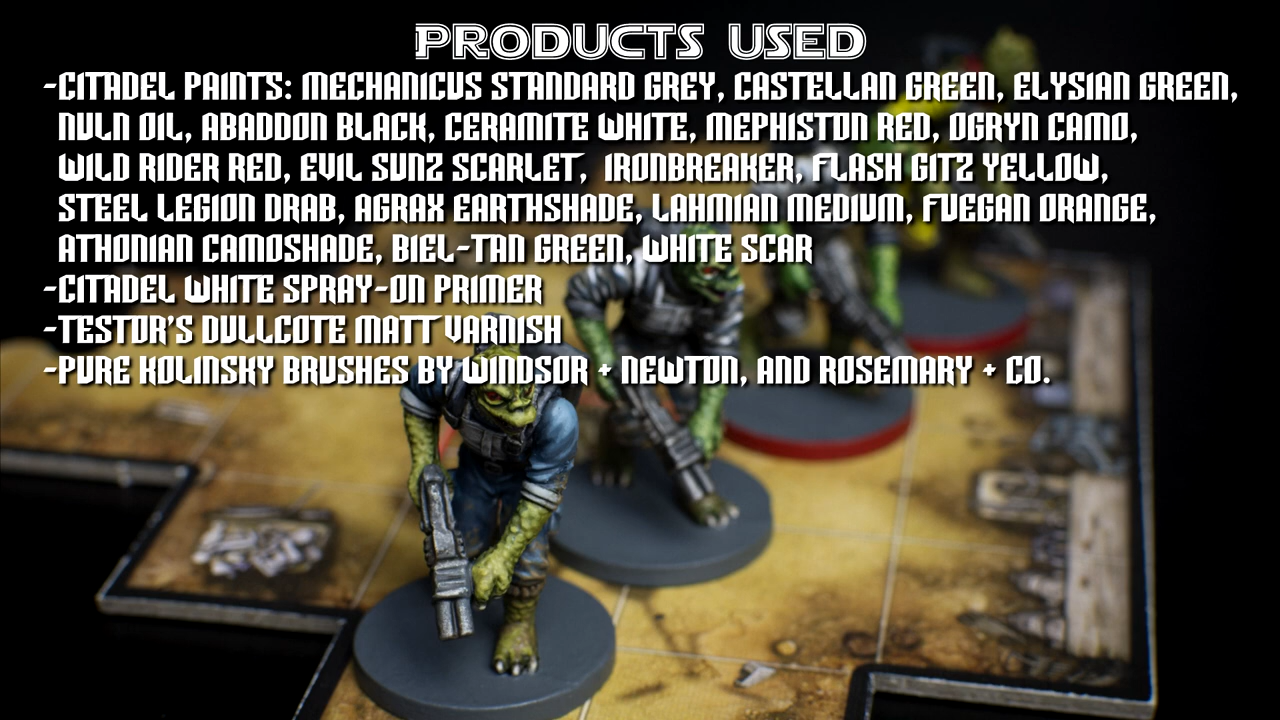 PRODUCTS USED
-CITADEL PAINTS: MECHANICUS STANDARD GREY, CASTELLAN GREEN, ELYSIAN GREEN,
NULN OIL, ABADDON BLACK, CERAMITE WHITE, MEPHISTON RED, OGRYN CAMO,
WILD RIDER RED, EVIL SUNZ SCARLET, IRONBREAKER, FLASH GITZ YELLOW,
STEEL LEGION DRAB, AGRAX EARTHSHADE, LAHMIAN MEDIUM, FUEGAN ORANGE,
ATHONIAN CAMOSHADE, BIEL-TAN GREEN, WHITE SCAR
-CITADEL WHITE SPRAY-ON PRIMER
-TESTOR'S DULLCOTE MATT VARNISH
-PURE KOLINSKY BRUSHES BY WINDSOR + NEWTON, AND ROSEMARY + CO.